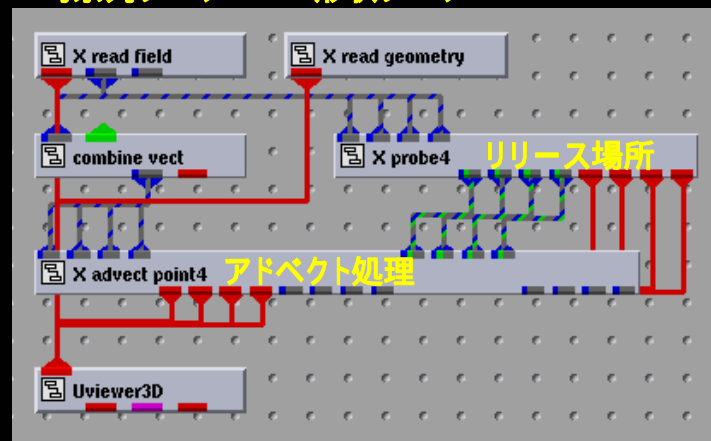 X read field
X read geometry
combine vect
X probe4
リリース場所
X advect point4
アドベクト処理
Uviewer3D